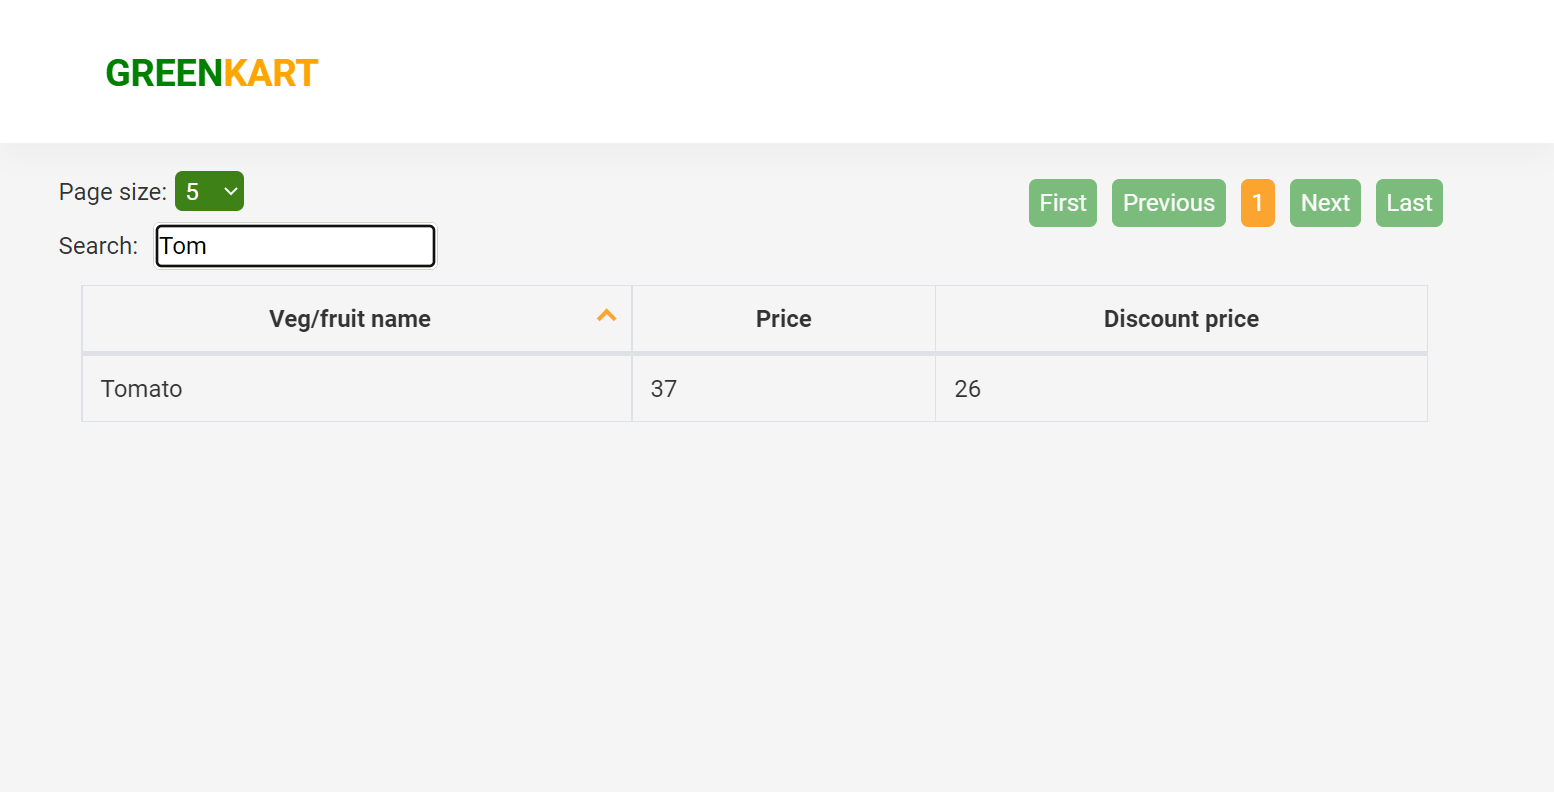 GREENKART
Page size: 5
First Previous 1 Next Last
Search: Tom
Veg/fruit name Price Discount price
Tomato 37 26